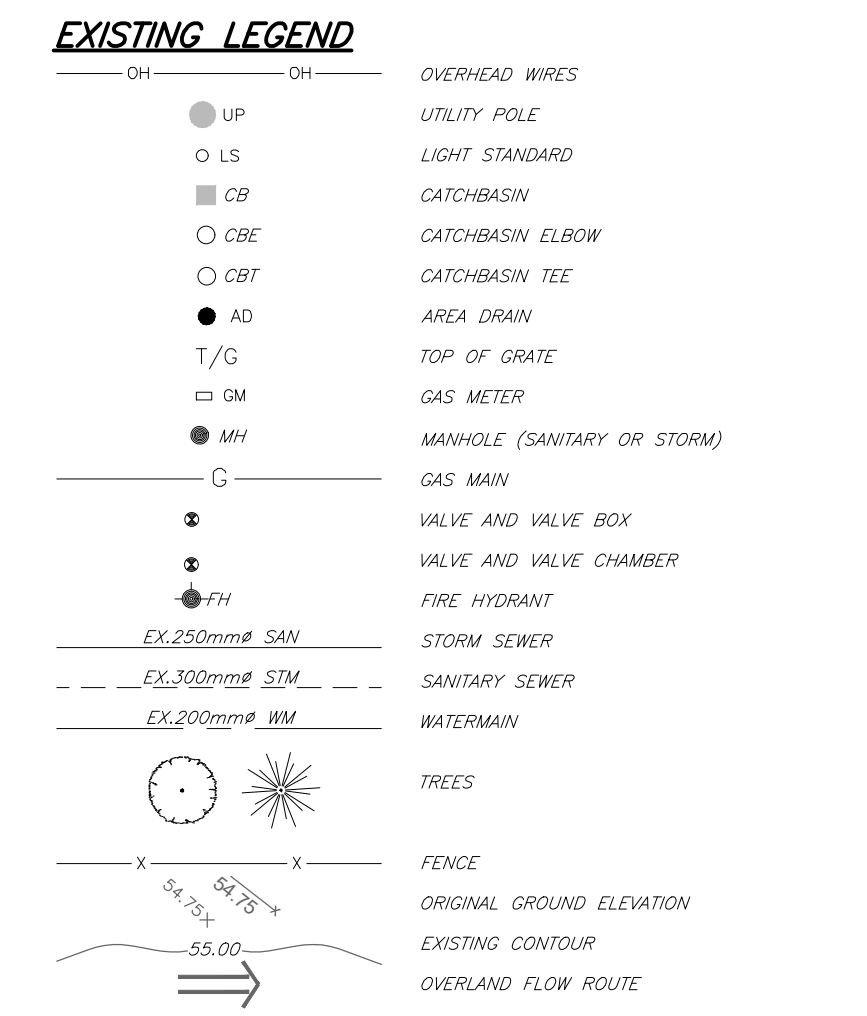 EXISTING LEGEND
OH OH OVERHEAD WIRES
UP UTILITY POLE
LS LIGHT STANDARD
CB CATCHBASIN
CBE CATCHBASIN ELBOW
CBT CATCHBASIN TEE
AD AREA DRAIN
T/G TOP OF GRATE
GM GAS METER
MH MANHOLE (SANITARY OR STORM)
G GAS MAIN
VALVE AND VALVE BOX
VALVE AND VALVE CHAMBER
FH FIRE HYDRANT
EX.250mmø SAN STORM SEWER
EX.300mmø STM SANITARY SEWER
EX.200mmø WM WATERMAIN
TREES
X X FENCE
54.75 54.75 ORIGINAL GROUND ELEVATION
55.00 EXISTING CONTOUR
OVERLAND FLOW ROUTE